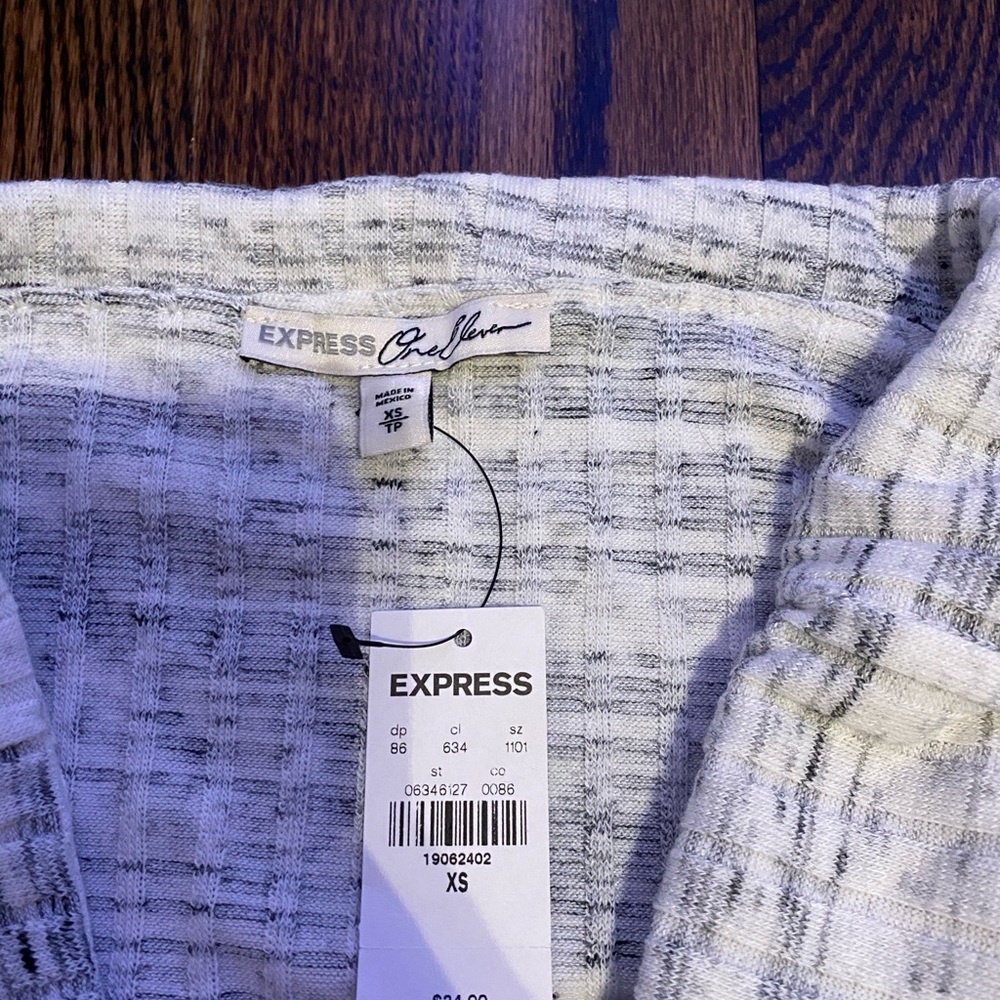 EXPRESS One Eleven
MADE IN
MEXICO
XS
TP
EXPRESS
dp cl sz
86 634 1101
st co
06346127 0086
19062402
XS